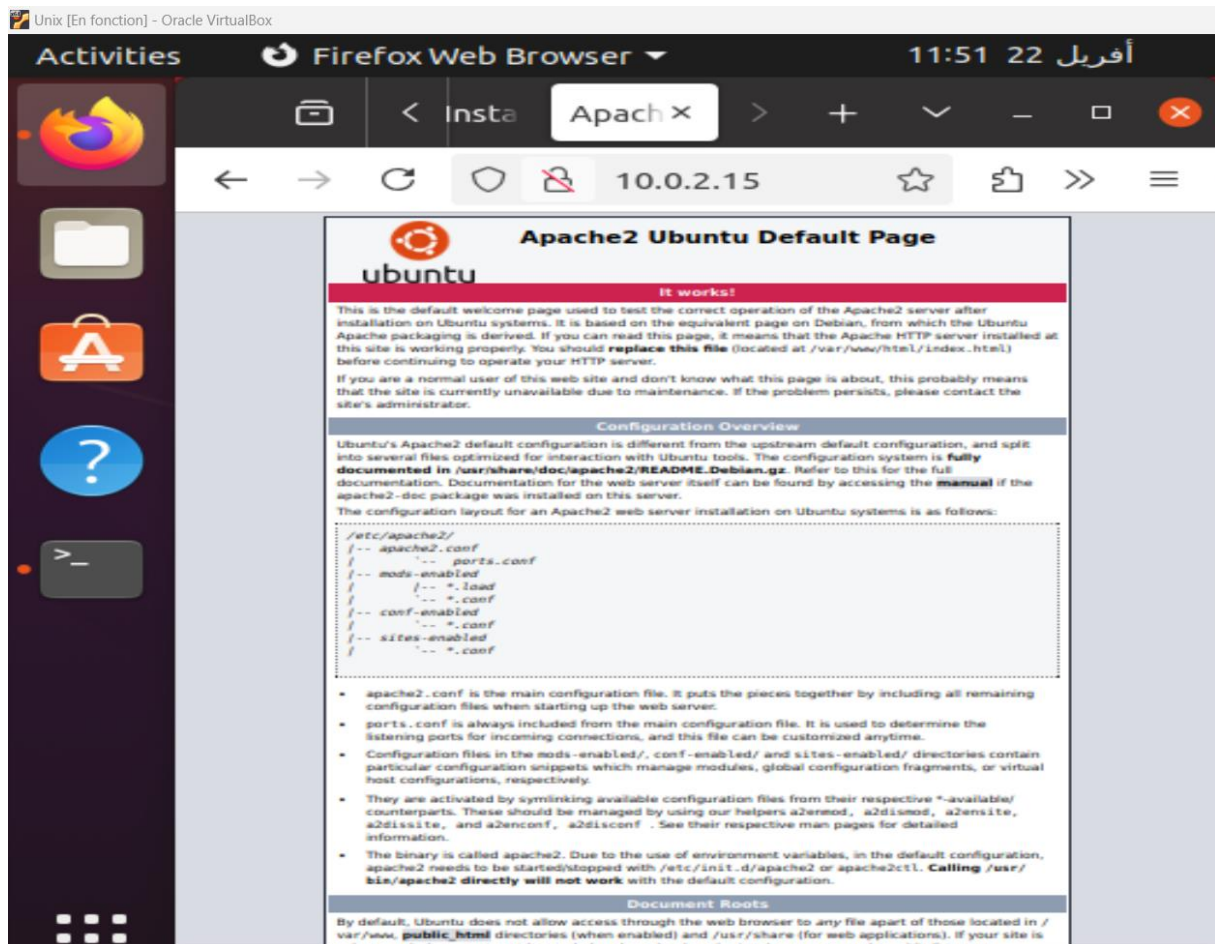 Unix [En fonction] - Oracle VirtualBox
Activities
Firefox Web Browser
11:51 22 أفريل
Insta
Apach
10.0.2.15
ubuntu
Apache2 Ubuntu Default Page
It works!
This is the default welcome page used to test the correct operation of the Apache2 server after
installation on Ubuntu systems. It is based on the equivalent page on Debian, from which the Ubuntu
Apache packaging is derived. If you can read this page, it means that the Apache HTTP server installed at
this site is working properly. You should replace this file (located at /var/www/html/index.html)
before continuing to operate your HTTP server.
If you are a normal user of this web site and don't know what this page is about, this probably means
that the site is currently unavailable due to maintenance. If the problem persists, please contact the
site's administrator.
Configuration Overview
Ubuntu's Apache2 default configuration is different from the upstream default configuration, and split
into several files optimized for interaction with Ubuntu tools. The configuration system is fully
documented in /usr/share/doc/apache2/README.Debian.gz. Refer to this for the full
documentation. Documentation for the web server itself can be found by accessing the manual if the
apache2-doc package was installed on this server.
The configuration layout for an Apache2 web server installation on Ubuntu systems is as follows:
/etc/apache2/
|-- apache2.conf
|       `--  ports.conf
|-- mods-enabled
|       |-- *.load
|       `-- *.conf
|-- conf-enabled
|       `-- *.conf
|-- sites-enabled
|       `-- *.conf
• apache2.conf is the main configuration file. It puts the pieces together by including all remaining
configuration files when starting up the web server.
• ports.conf is always included from the main configuration file. It is used to determine the
listening ports for incoming connections, and this file can be customized anytime.
• Configuration files in the mods-enabled/, conf-enabled/ and sites-enabled/ directories contain
particular configuration snippets which manage modules, global configuration fragments, or virtual
host configurations, respectively.
• They are activated by symlinking available configuration files from their respective *-available/
counterparts. These should be managed by using our helpers a2enmod, a2dismod, a2ensite,
a2dissite, and a2enconf, a2disconf . See their respective man pages for detailed
information.
• The binary is called apache2. Due to the use of environment variables, in the default configuration,
apache2 needs to be started/stopped with /etc/init.d/apache2 or apache2ctl. Calling /usr/
bin/apache2 directly will not work with the default configuration.
Document Roots
By default, Ubuntu does not allow access through the web browser to any file apart of those located in /
var/www, public_html directories (when enabled) and /usr/share (for web applications). If your site is